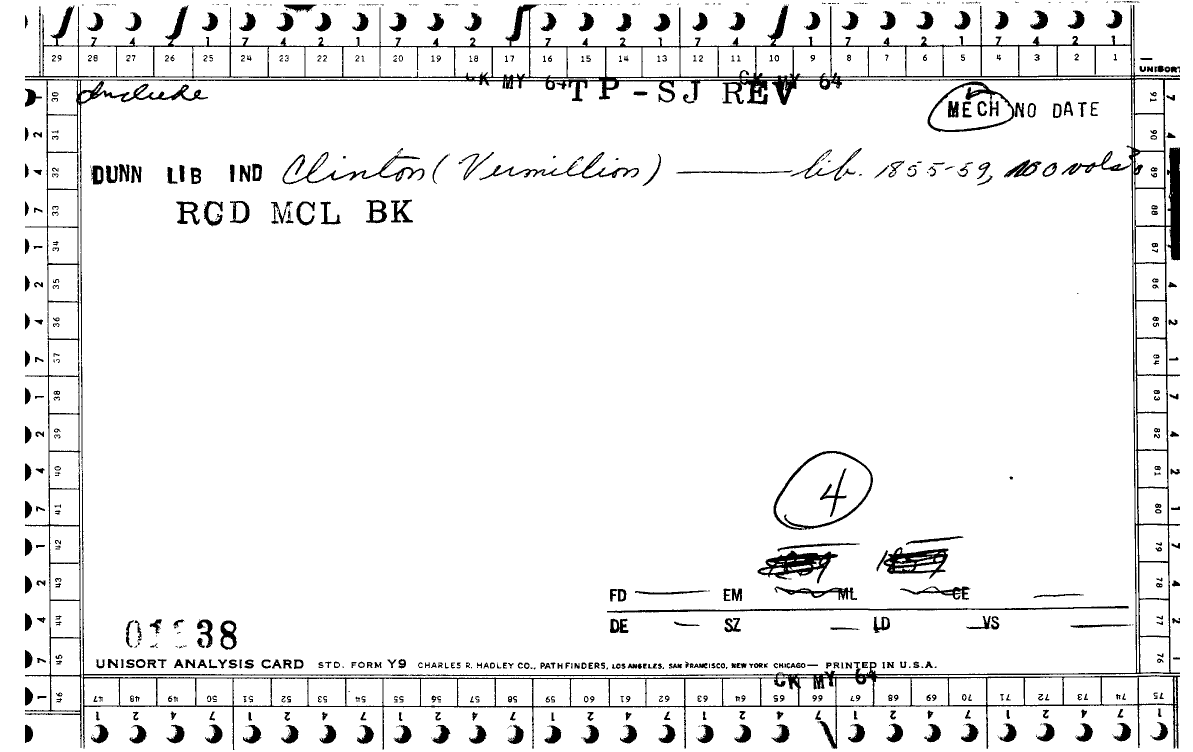 7 4 2 1 7 4 2 1 7 4 2 1 7 4 2 1 7 4 2 1 7 4 2 1 7 4 2 1
29 28 27 26 25 24 23 22 21 20 19 18 17 16 15 14 13 12 11 10 9 8 7 6 5 4 3 2 1
UNISORT
CK MY 64 CK MY 64
Include TP-SJ REV
MECH NO DATE
DUNN LIB IND Clinton (Vermillion) —— lib. 1855-59,
RGD MCL BK
30 31 32 33 34 35 36 37 38 39 40 41 42 43 44 45 46
91 90 89 88 87 86 85 84 83 82 81 80 79 78 77 76 75
4
1859 1859
FD EM ML CE
DE SZ LD VS
38
UNISORT ANALYSIS CARD STD. FORM Y9 CHARLES R. HADLEY CO., PATHFINDERS, LOS ANGELES, SAN FRANCISCO, NEW YORK CHICAGO — PRINTED IN U.S.A.
CK MY 64
47 48 49 50 51 52 53 54 55 56 57 58 59 60 61 62 63 64 65 66 67 68 69 70 71 72 73 74